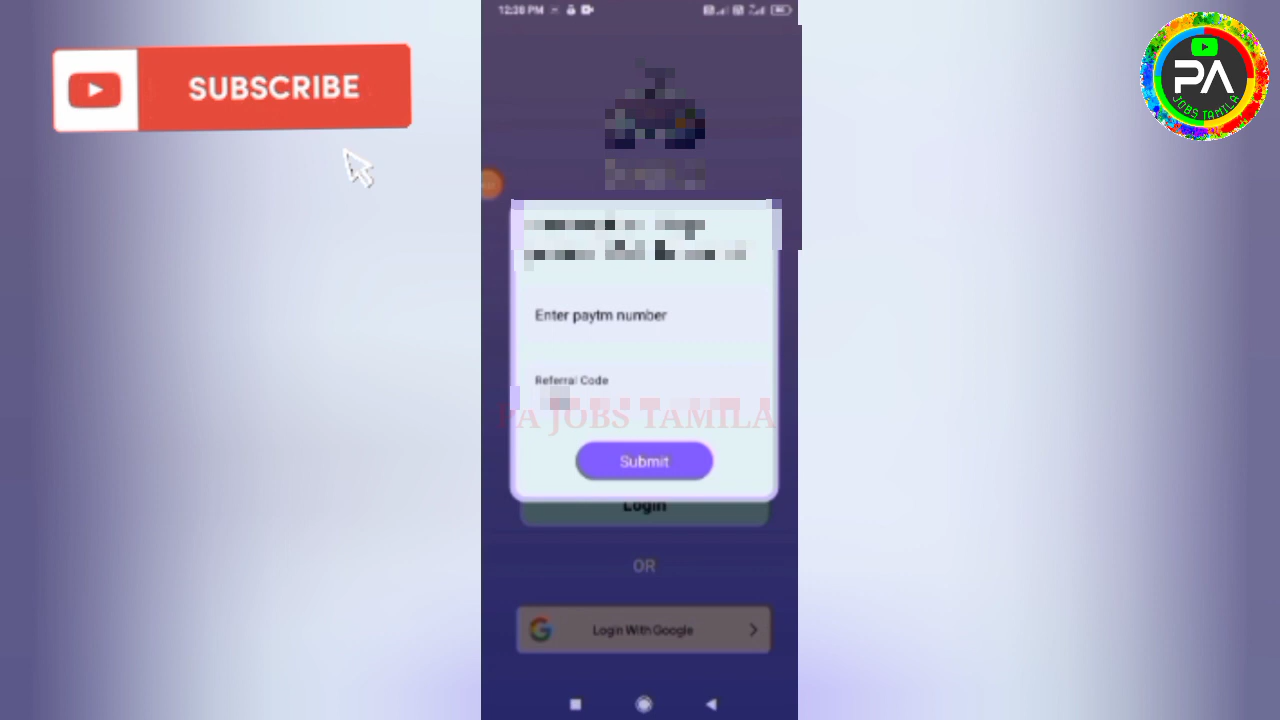 SUBSCRIBE
PA
JOBS TAMILA
12:28 PM
Enter paytm number
Referral Code
PA JOBS TAMILA
Submit
Login
OR
Login With Google